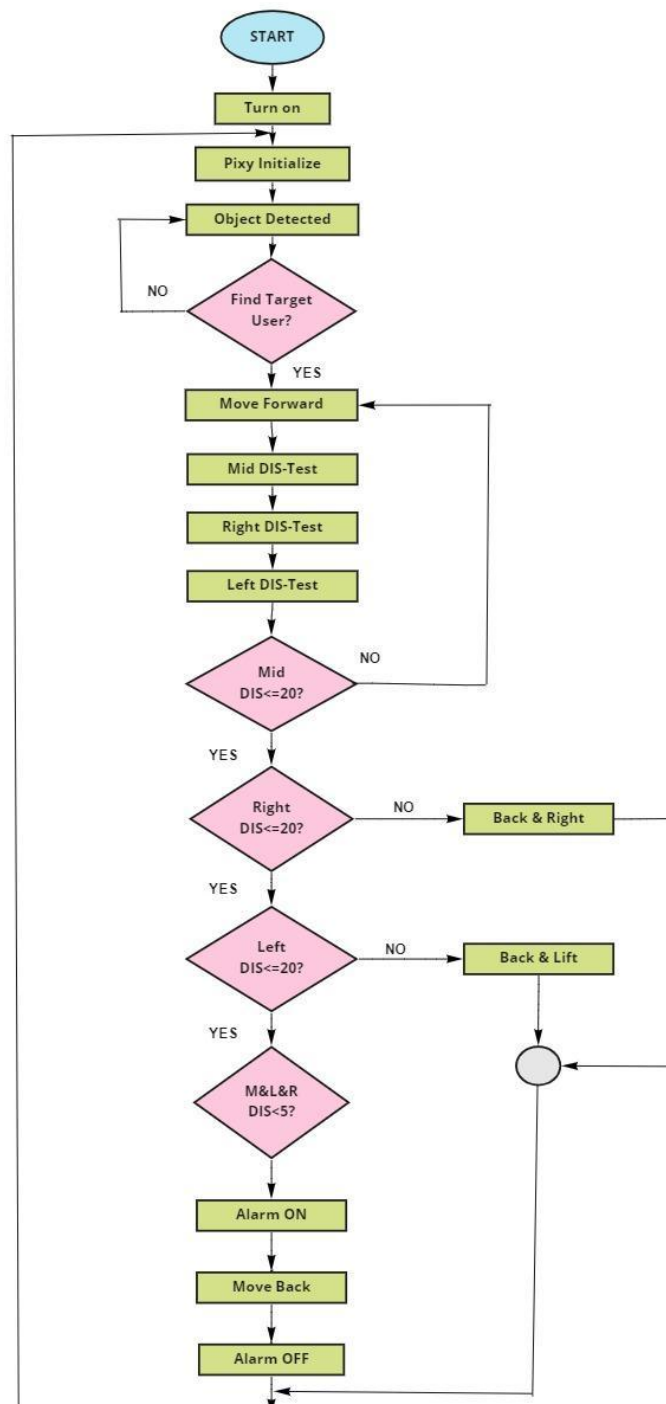 START
Turn on
Pixy Initialize
Object Detected
NO
Find Target
User?
YES
Move Forward
Mid DIS-Test
Right DIS-Test
Left DIS-Test
Mid
DIS<=20?
NO
YES
Right
DIS<=20?
NO
Back & Right
YES
Left
DIS<=20?
NO
Back & Lift
YES
M&L&R
DIS<5?
Alarm ON
Move Back
Alarm OFF